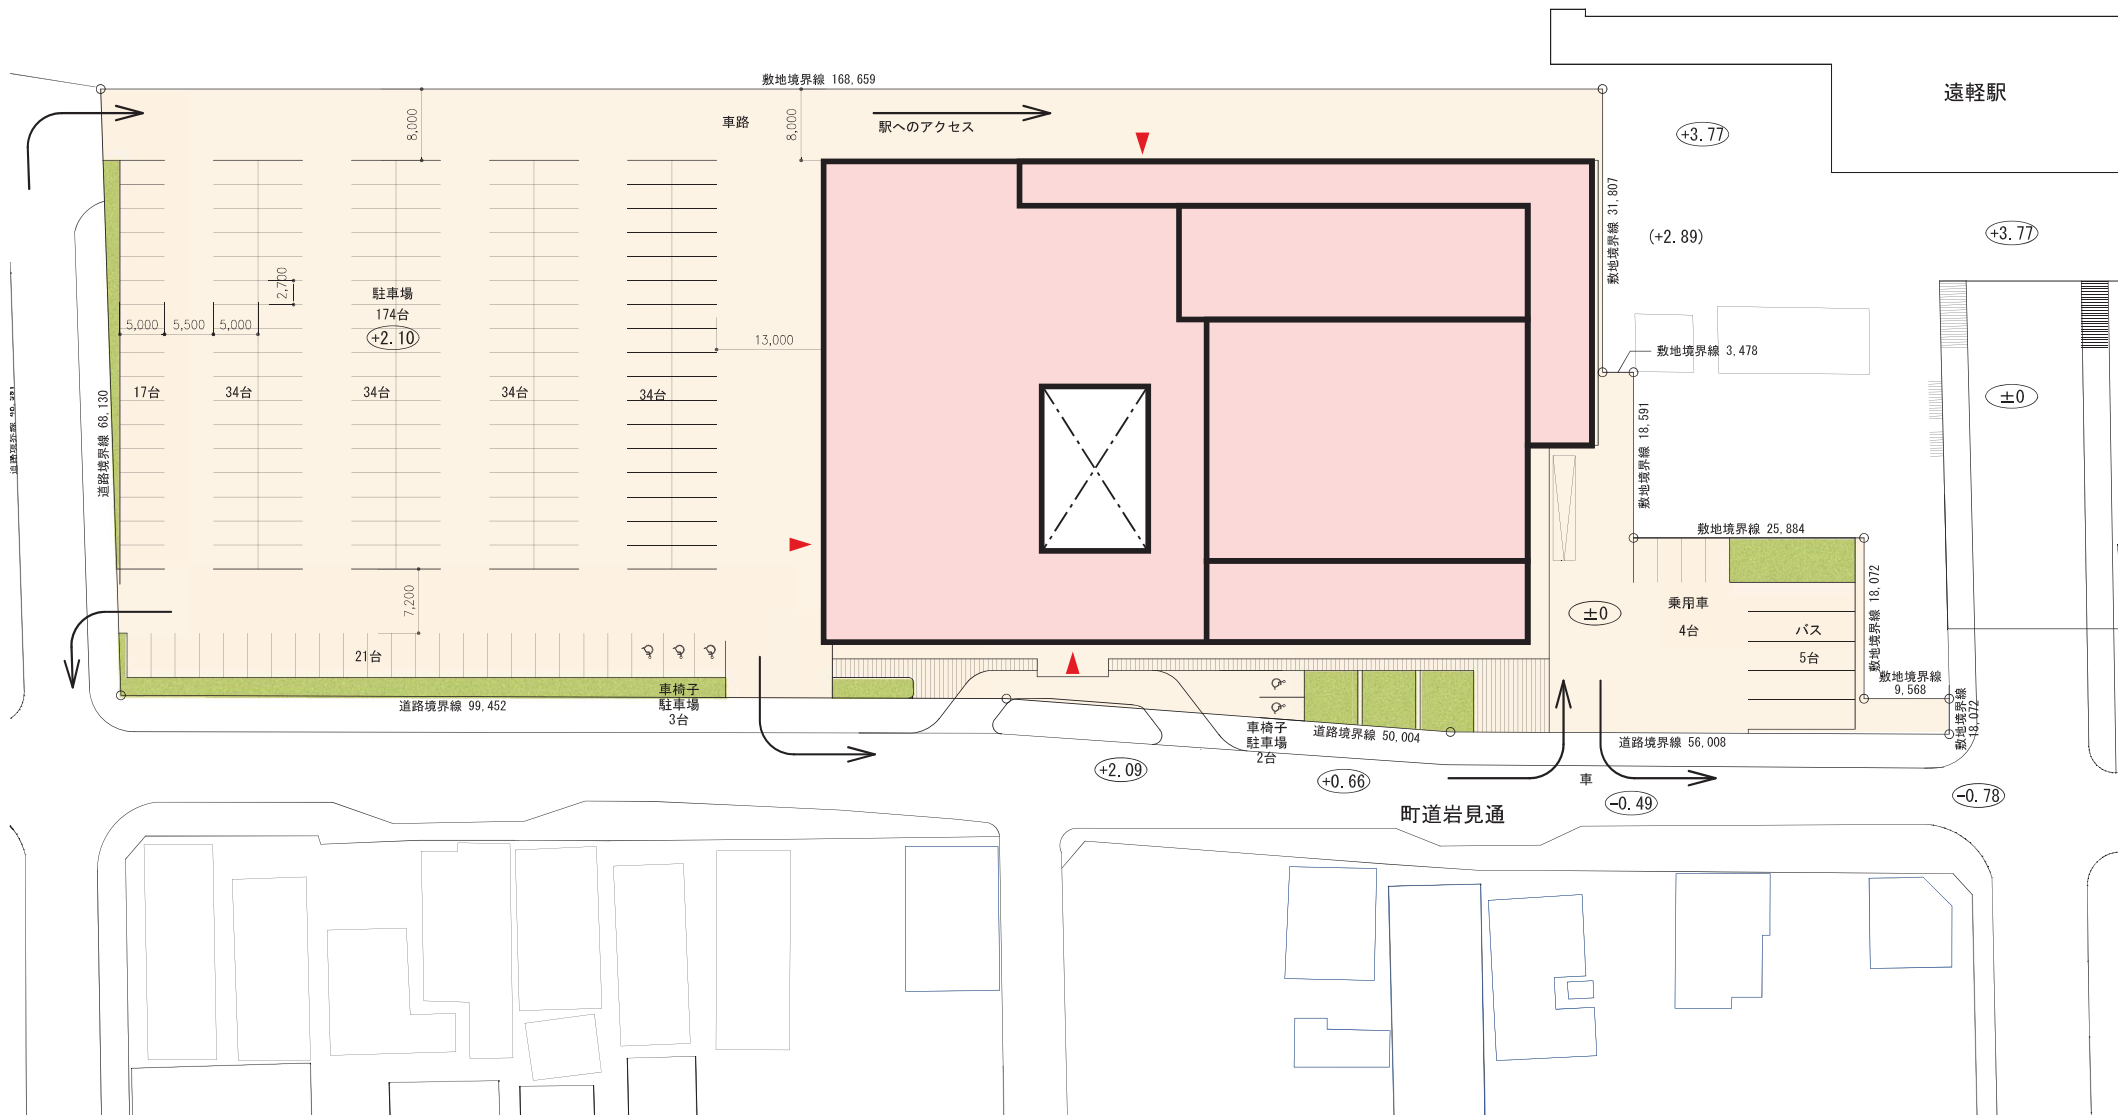 敷地境界線 168,659
遠軽駅
8,000
車路
8,000
駅へのアクセス
+3.77
敷地境界線 31,807
(+2.89)
+3.77
2,700
駐車場
174台
+2.10
5,000
5,500
5,000
13,000
敷地境界線 3,478
17台
34台
34台
34台
34台
±0
道路境界線 68,130
敷地境界線 18,591
敷地境界線 25,884
7,200
±0
乗用車
4台
バス
5台
敷地境界線 18,072
21台
車椅子
駐車場
3台
道路境界線 99,452
敷地境界線
9,568
敷地境界線
18,072
車椅子
駐車場
2台
道路境界線 50,004
道路境界線 56,008
+2.09
+0.66
車
-0.49
-0.78
町道岩見通